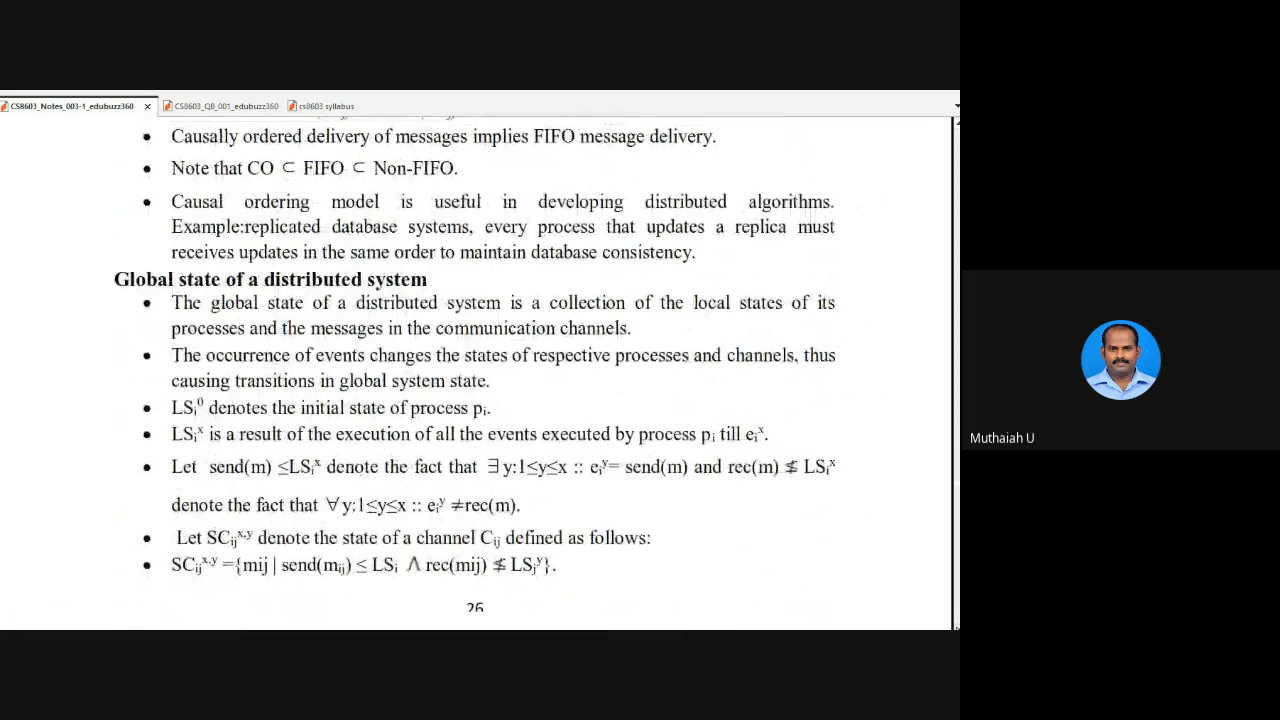 CS8603_Notes_003-1_edubuzz360 × CS8603_QB_001_edubuzz360 cs8603 syllabus
• Causally ordered delivery of messages implies FIFO message delivery.
• Note that CO ⊂ FIFO ⊂ Non-FIFO.
• Causal ordering model is useful in developing distributed algorithms.
Example:replicated database systems, every process that updates a replica must
receives updates in the same order to maintain database consistency.
Global state of a distributed system
• The global state of a distributed system is a collection of the local states of its
processes and the messages in the communication channels.
• The occurrence of events changes the states of respective processes and channels, thus
causing transitions in global system state.
• LSᵢ⁰ denotes the initial state of process pᵢ.
• LSᵢˣ is a result of the execution of all the events executed by process pᵢ till eᵢˣ.
• Let send(m) ≤LSᵢˣ denote the fact that ∃y:1≤y≤x :: eᵢʸ= send(m) and rec(m) ≰ LSᵢˣ
denote the fact that ∀y:1≤y≤x :: eᵢʸ ≠rec(m).
• Let SCᵢⱼˣ,ʸ denote the state of a channel Cᵢⱼ defined as follows:
• SCᵢⱼˣ,ʸ ={mij | send(mᵢⱼ) ≤ LSᵢ Λ rec(mij) ≰ LSⱼʸ}.
26
Muthaiah U